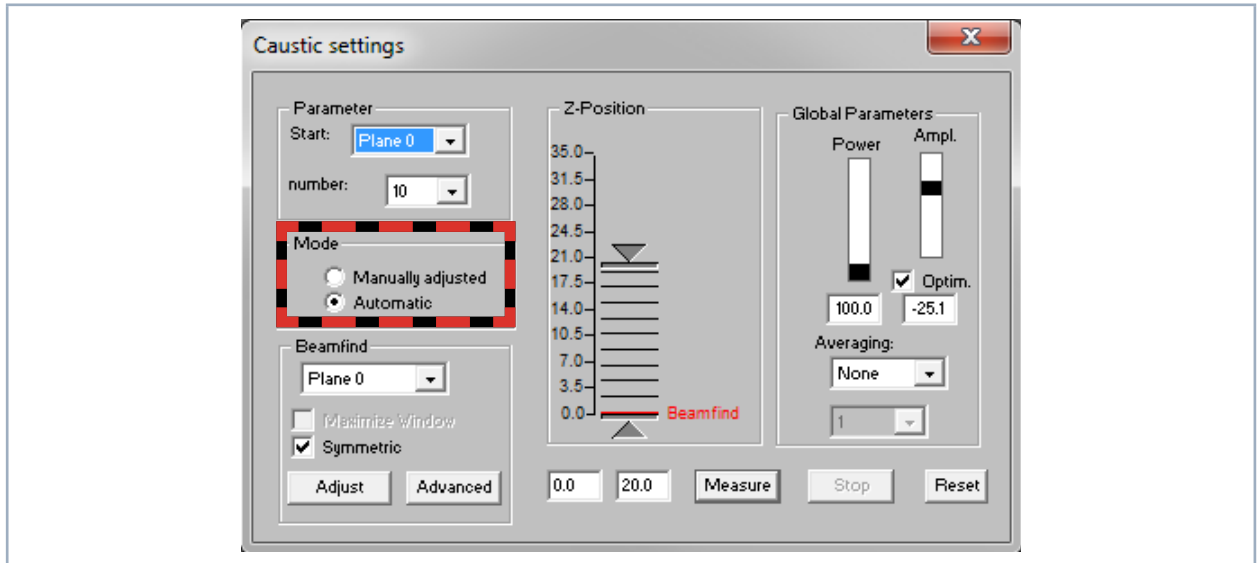 Caustic settings
X
Parameter
Start: Plane 0
number: 10
Mode
Manually adjusted
Automatic
Beamfind
Plane 0
Maximize Window
Symmetric
Adjust Advanced
Z-Position
35.0
31.5
28.0
24.5
21.0
17.5
14.0
10.5
7.0
3.5
0.0 Beamfind
0.0 20.0 Measure Stop Reset
Global Parameters
Power Ampl.
Optim.
100.0 -25.1
Averaging:
None
1